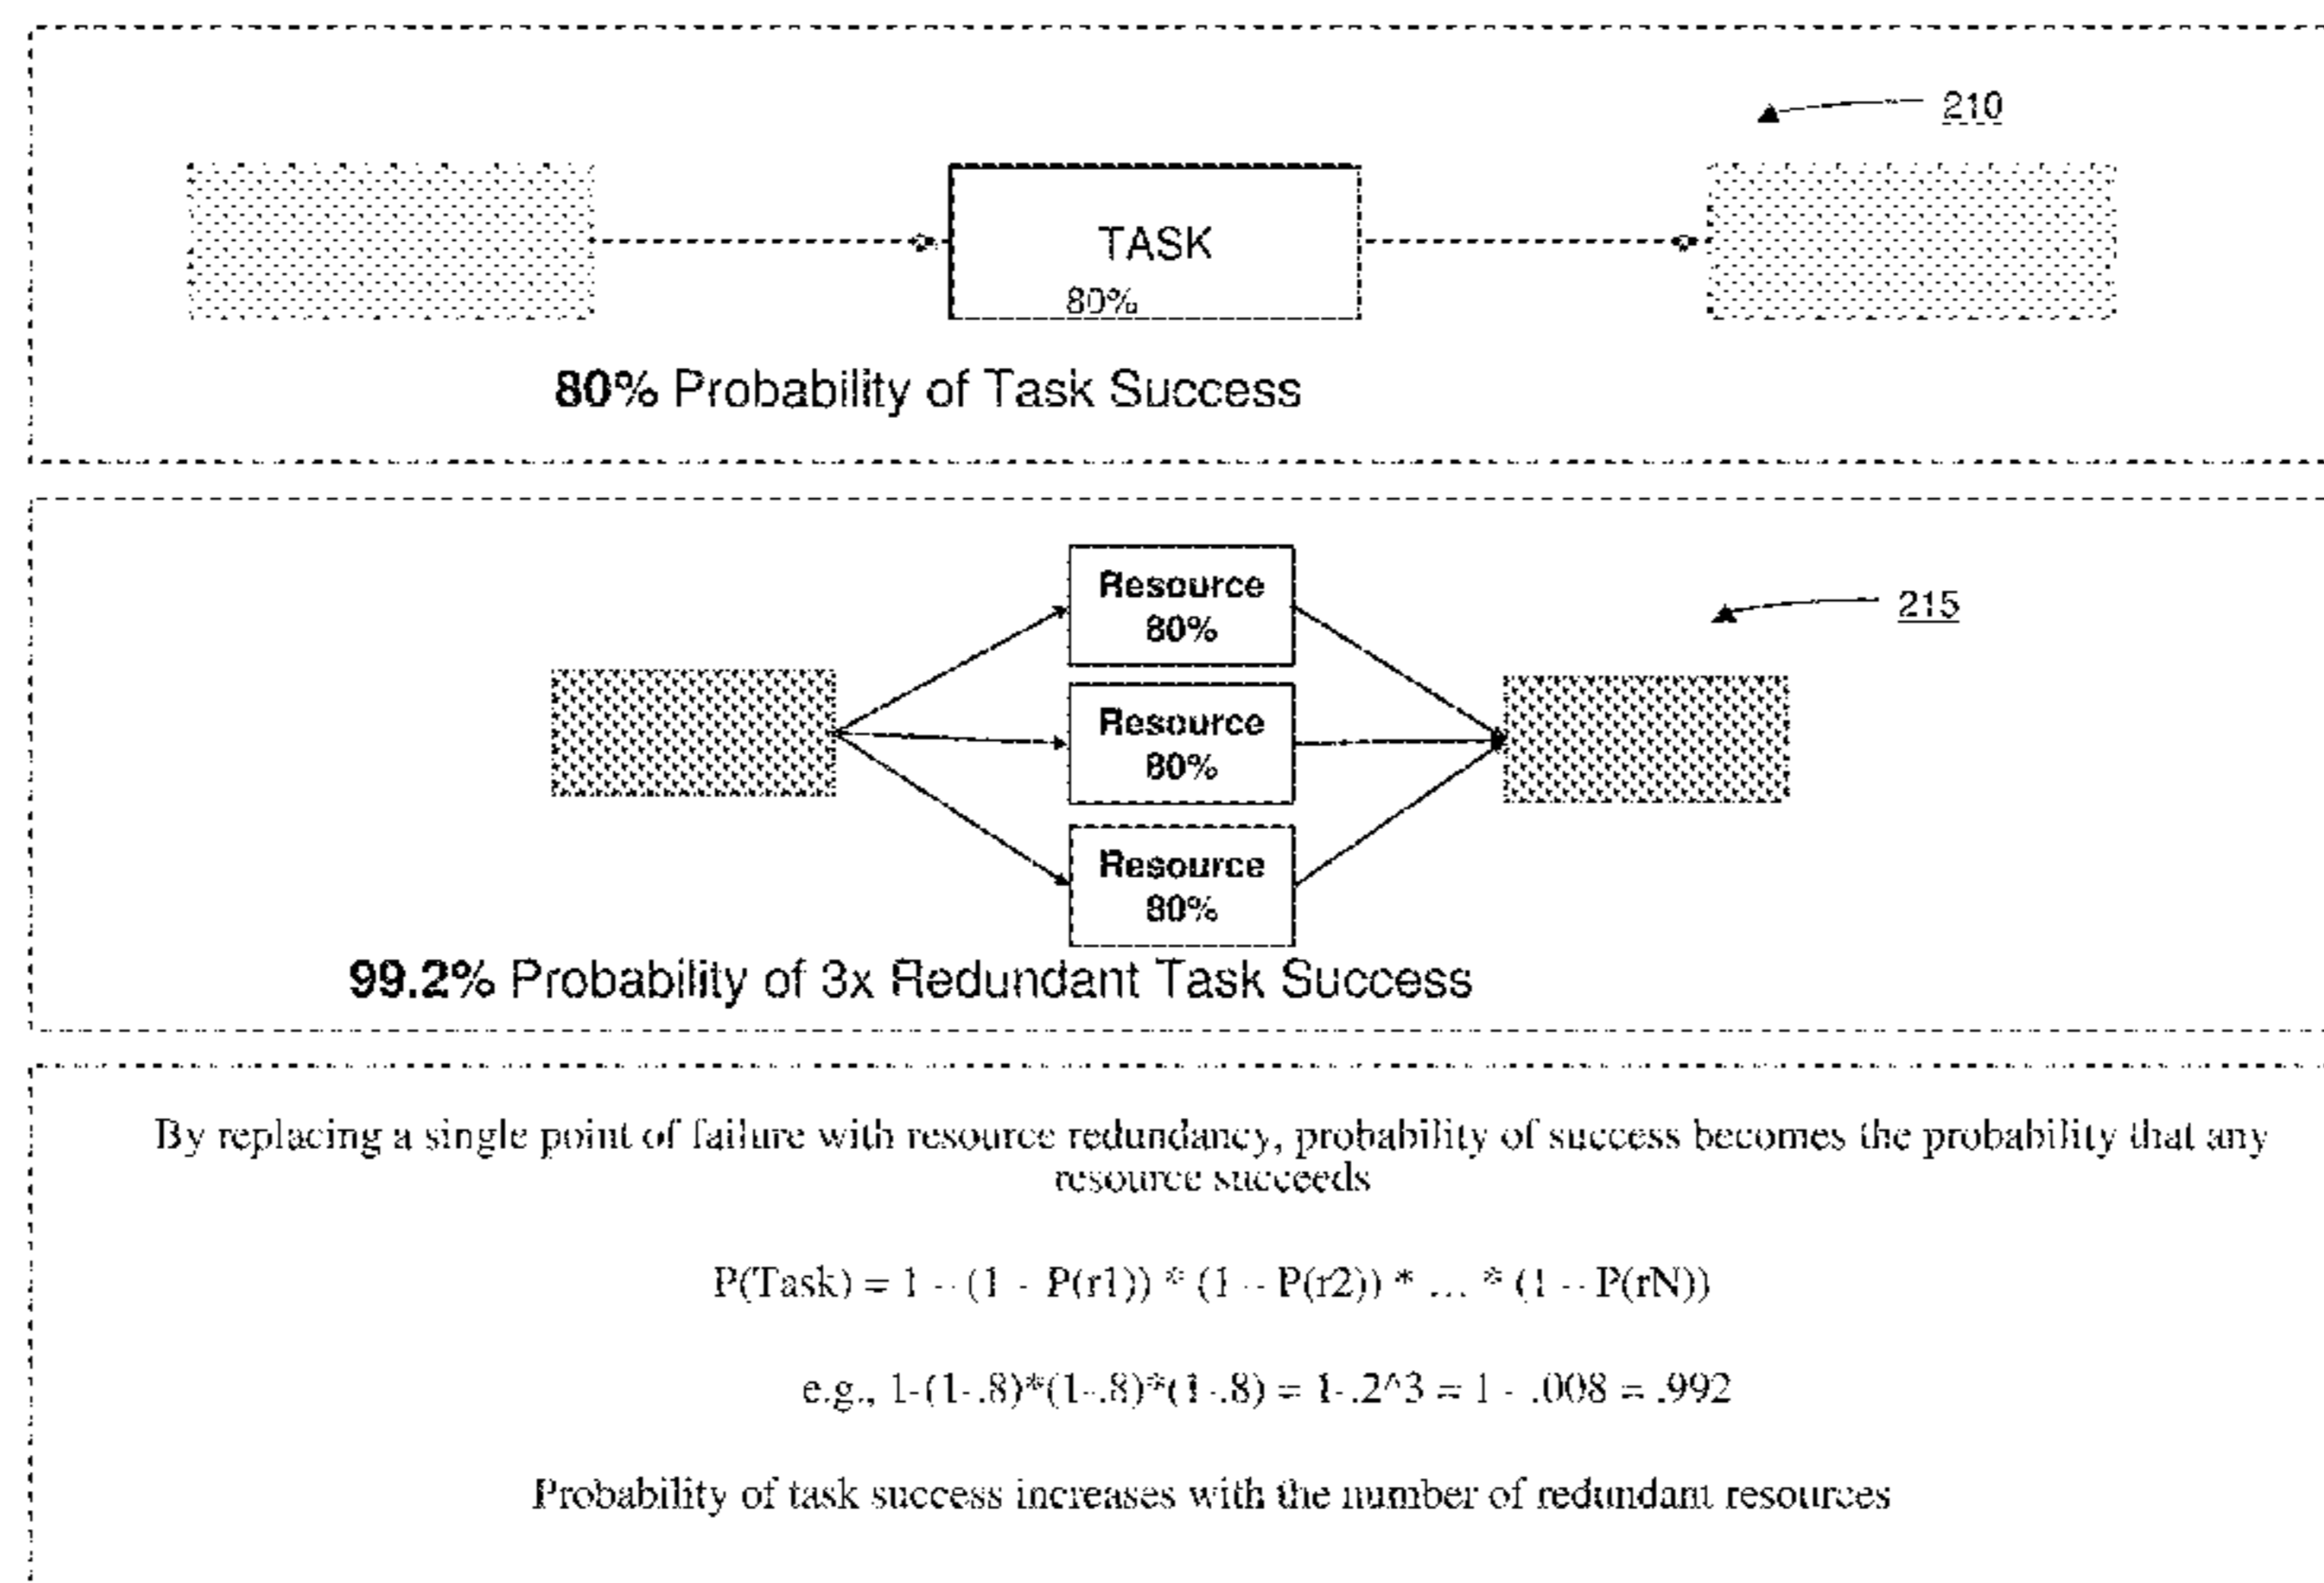 210
TASK
80%
80% Probability of Task Success
Resource
80%
215
Resource
80%
Resource
80%
99.2% Probability of 3x Redundant Task Success
By replacing a single point of failure with resource redundancy, probability of success becomes the probability that any
resource succeeds
P(Task) = 1 - (1 - P(r1)) * (1 - P(r2)) * ... * (1 - P(rN))
e.g., 1-(1-.8)*(1-.8)*(1-.8) = 1-.2^3 = 1 - .008 = .992
Probability of task success increases with the number of redundant resources